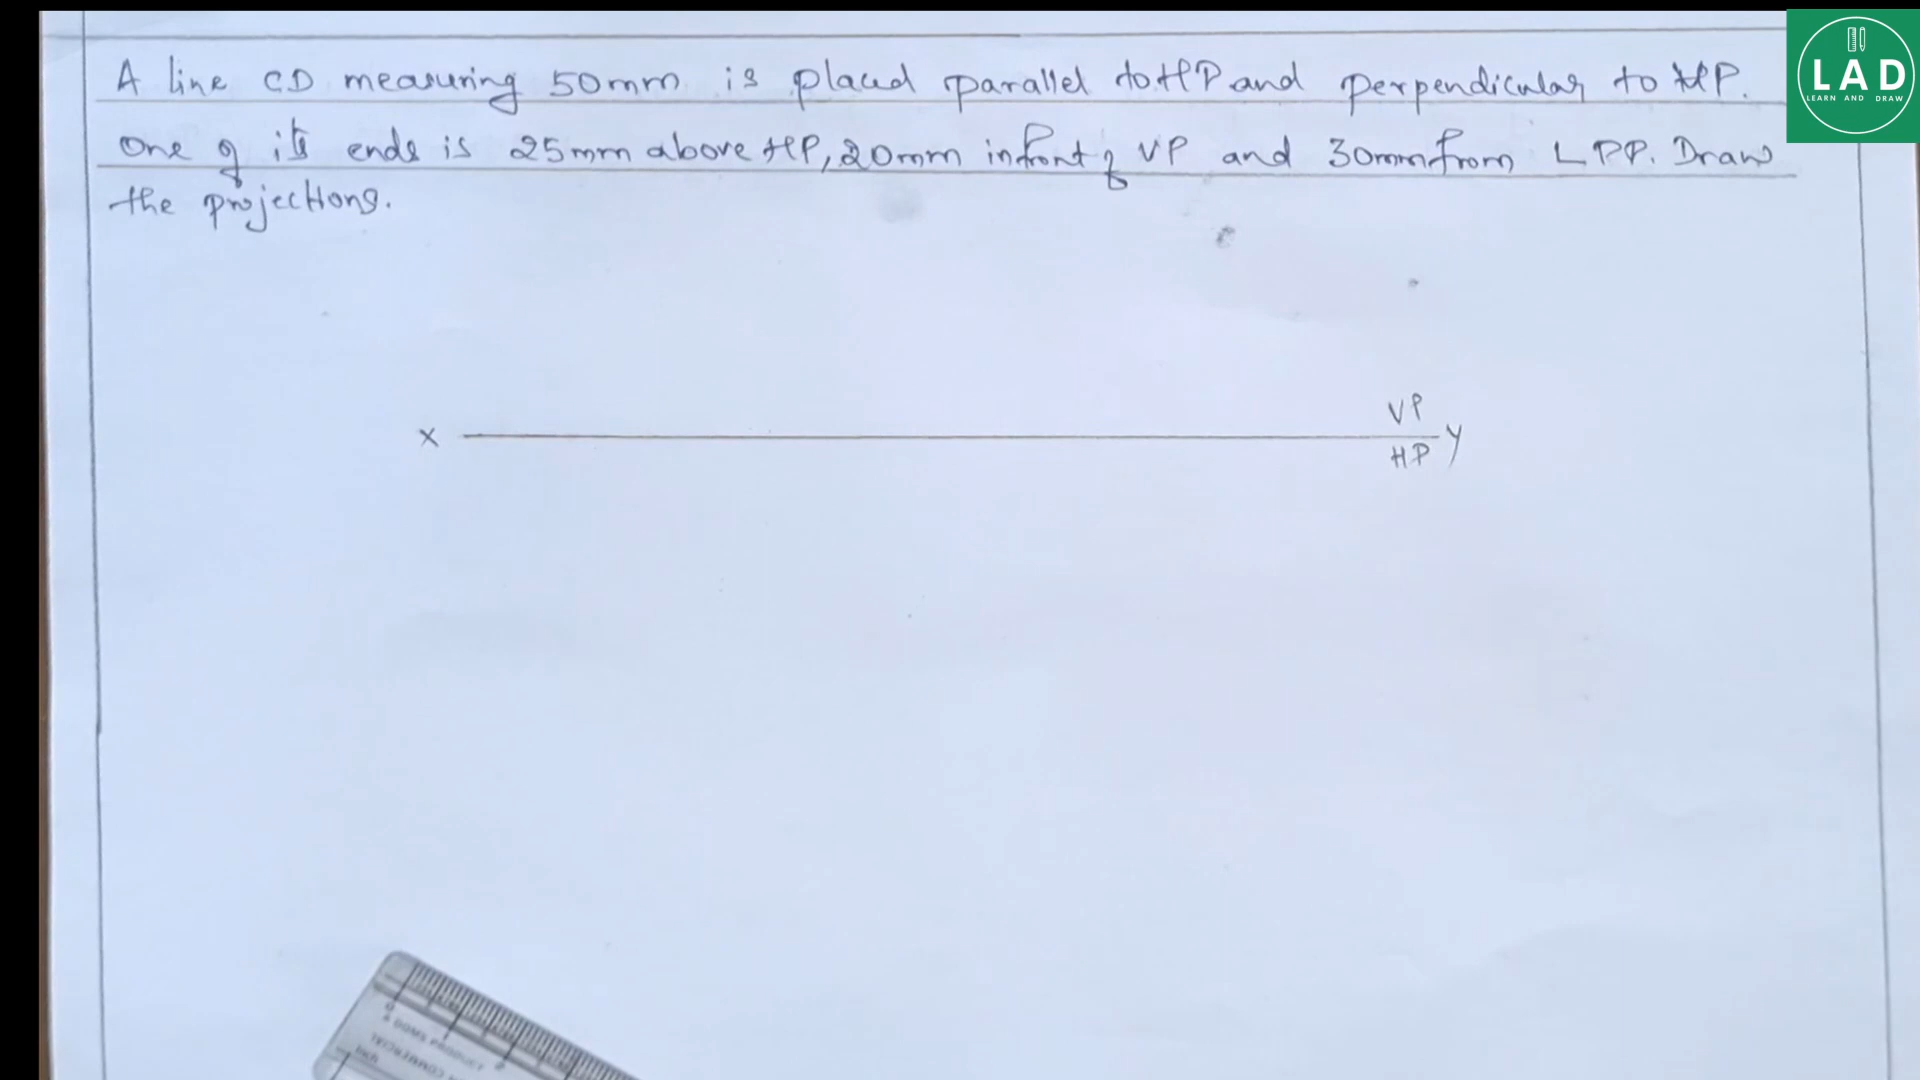 A line CD measuring 50mm is placed parallel to HP and perpendicular to VP.
One of its ends is 25mm above HP, 20mm infront of VP and 30mm from LPP. Draw
the projections.
VP
X
HP Y
LAD
LEARN AND DRAW